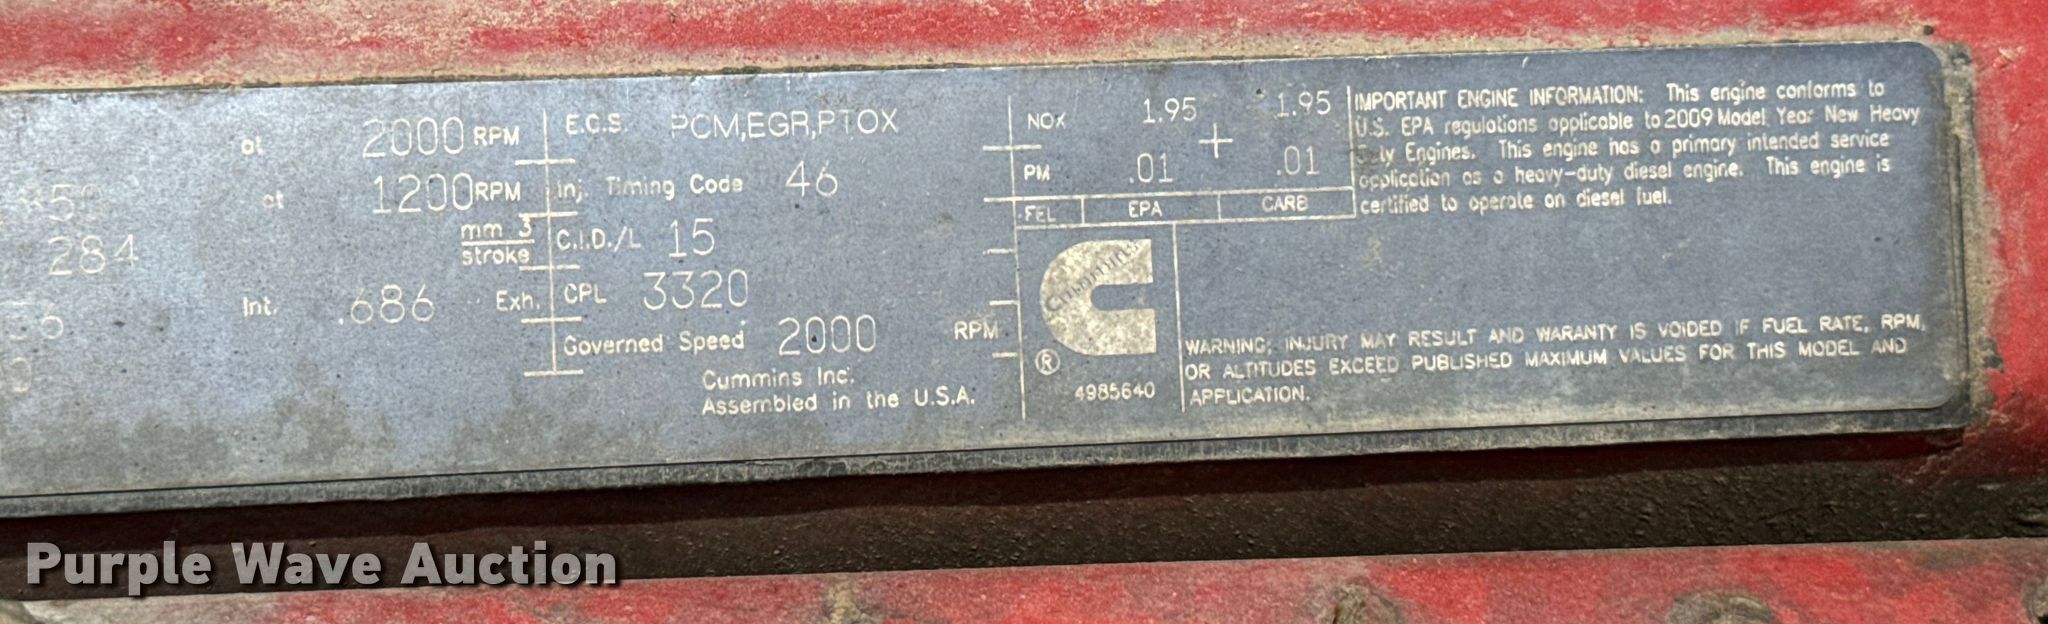 at 2000 RPM
at 1200 RPM
284 mm 3
stroke
Int. .686 Exh.
E.C.S. PCM,EGR,PTOX
Inj. Timing Code 46
C.I.D./L 15
CPL 3320
Governed Speed 2000 RPM
Cummins Inc.
Assembled in the U.S.A.
NOX 1.95 + 1.95
PM .01 .01
FEL EPA CARB
Cummins
®
4985640
IMPORTANT ENGINE INFORMATION: This engine conforms to
U.S. EPA regulations applicable to 2009 Model Year New Heavy
Engines. This engine has a primary intended service
application as a heavy-duty diesel engine. This engine is
certified to operate on diesel fuel.
WARNING: INJURY MAY RESULT AND WARANTY IS VOIDED IF FUEL RATE, RPM,
OR ALTITUDES EXCEED PUBLISHED MAXIMUM VALUES FOR THIS MODEL AND
APPLICATION.
Purple Wave Auction